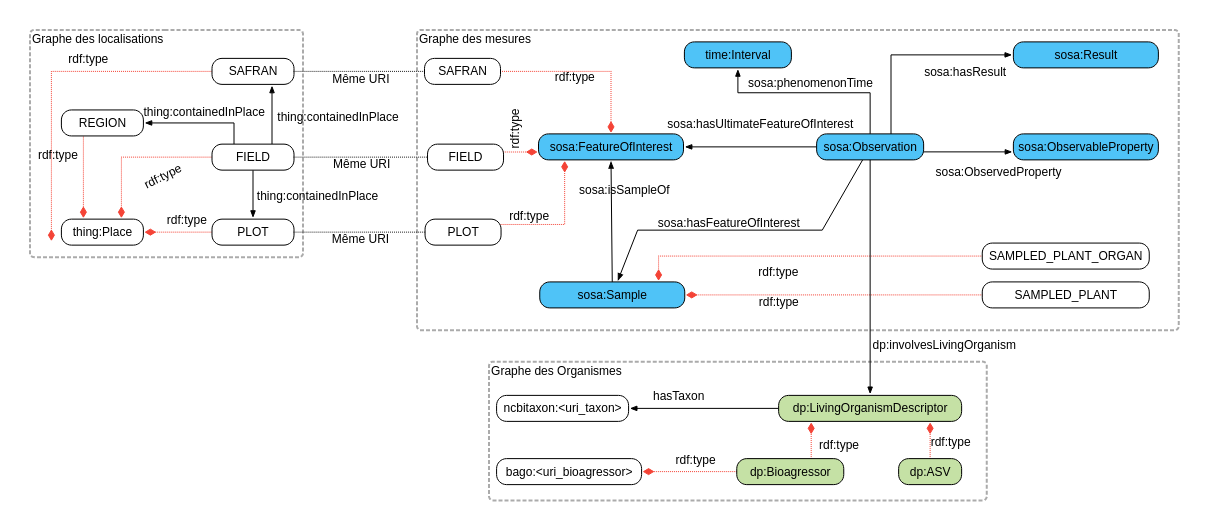 Graphe des localisations
rdf:type
SAFRAN
REGION
thing:containedInPlace
thing:containedInPlace
rdf:type
FIELD
rdf:type
thing:containedInPlace
rdf:type
thing:Place
PLOT
Même URI
Même URI
Même URI
Graphe des mesures
SAFRAN
rdf:type
time:Interval
sosa:phenomenonTime
sosa:hasResult
sosa:Result
rdf:type
sosa:hasUltimateFeatureOfInterest
FIELD
sosa:FeatureOfInterest
sosa:Observation
sosa:ObservableProperty
sosa:ObservedProperty
sosa:isSampleOf
rdf:type
PLOT
sosa:hasFeatureOfInterest
SAMPLED_PLANT_ORGAN
rdf:type
sosa:Sample
SAMPLED_PLANT
rdf:type
dp:involvesLivingOrganism
Graphe des Organismes
hasTaxon
ncbitaxon:<uri_taxon>
dp:LivingOrganismDescriptor
rdf:type
rdf:type
rdf:type
bago:<uri_bioagressor>
dp:Bioagressor
dp:ASV